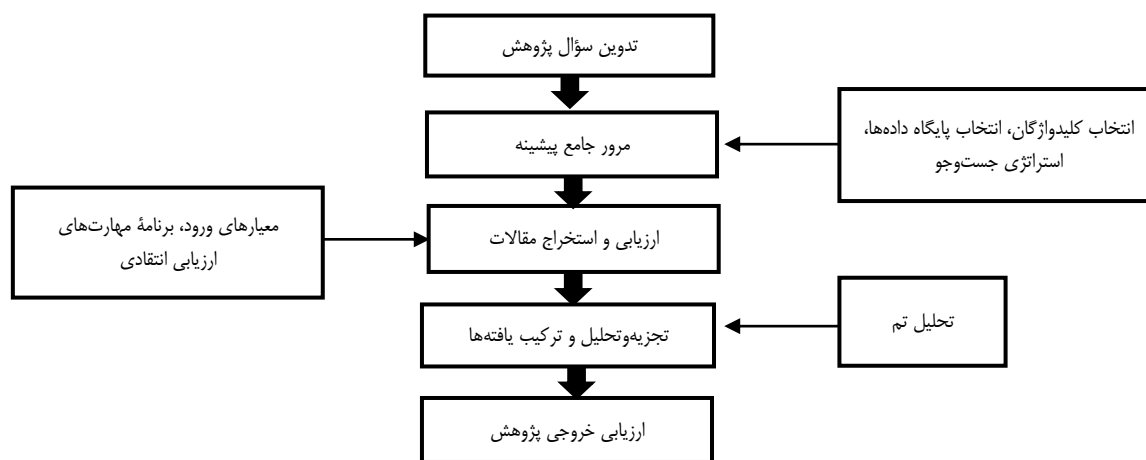 تدوین سؤال پژوهش
مرور جامع پیشینه
انتخاب کلیدواژگان، انتخاب پایگاه داده‌ها،
استراتژی جست‌وجو
معیارهای ورود، برنامهٔ مهارت‌های
ارزیابی انتقادی
ارزیابی و استخراج مقالات
تجزیه‌وتحلیل و ترکیب یافته‌ها
تحلیل تم
ارزیابی خروجی پژوهش